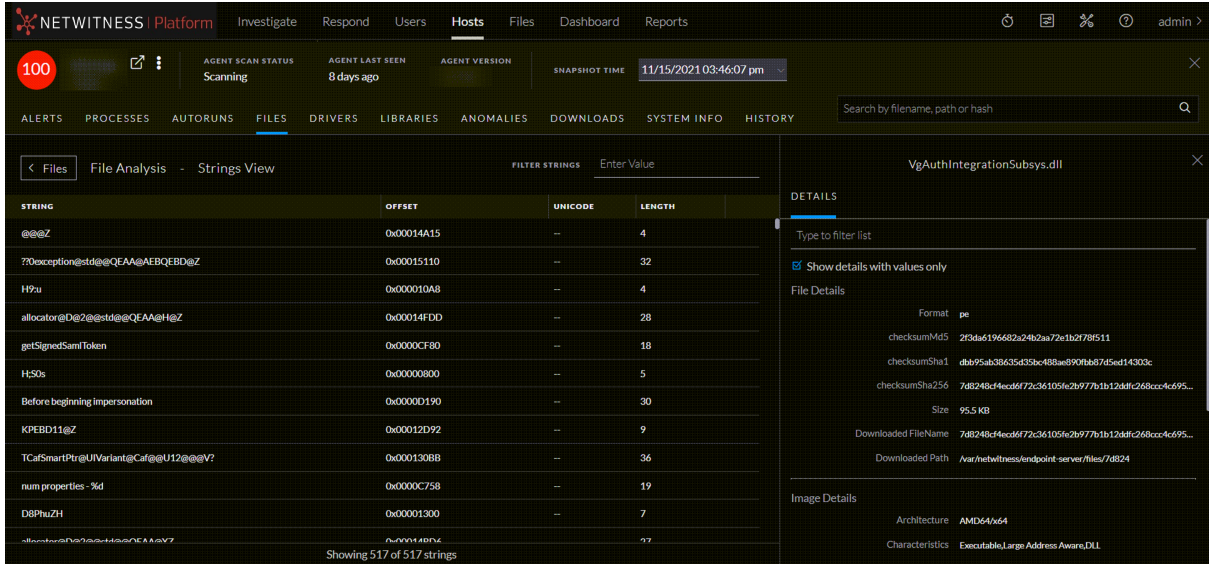 NETWITNESS | Platform Investigate Respond Users Hosts Files Dashboard Reports admin >
100 AGENT SCAN STATUS AGENT LAST SEEN AGENT VERSION SNAPSHOT TIME 11/15/2021 03:46:07 pm
Scanning 8 days ago
ALERTS PROCESSES AUTORUNS FILES DRIVERS LIBRARIES ANOMALIES DOWNLOADS SYSTEM INFO HISTORY Search by filename, path or hash
< Files File Analysis - Strings View FILTER STRINGS Enter Value
STRING OFFSET UNICODE LENGTH
@@@Z 0x00014A15 -- 4
??0exception@std@@QEAA@AEBQEBD@Z 0x00015110 -- 32
H9:u 0x000010A8 -- 4
allocator@D@2@@std@@QEAA@H@Z 0x00014FDD -- 28
getSignedSamlToken 0x0000CF80 -- 18
H;S0s 0x00000800 -- 5
Before beginning impersonation 0x0000D190 -- 30
KPEBD11@Z 0x00012D92 -- 9
TCafSmartPtr@UIVariant@Caf@@U12@@@V? 0x000130BB -- 36
num properties - %d 0x0000C758 -- 19
D8PhuZH 0x00001300 -- 7
allocator@D@2@@std@@QEAA@XZ 0x00014BD6 -- 27
Showing 517 of 517 strings
VgAuthIntegrationSubsys.dll
DETAILS
Type to filter list
Show details with values only
File Details
Format pe
checksumMd5 2f3da6196682a24b2aa72e1b2f78f511
checksumSha1 dbb95ab38635d35bc488ae890fbb87d5ed14303c
checksumSha256 7d8248cf4ecd6f72c36105fe2b977b1b12ddfc268ccc4c695...
Size 95.5 KB
Downloaded FileName 7d8248cf4ecd6f72c36105fe2b977b1b12ddfc268ccc4c695...
Downloaded Path /var/netwitness/endpoint-server/files/7d824
Image Details
Architecture AMD64/x64
Characteristics Executable,Large Address Aware,DLL